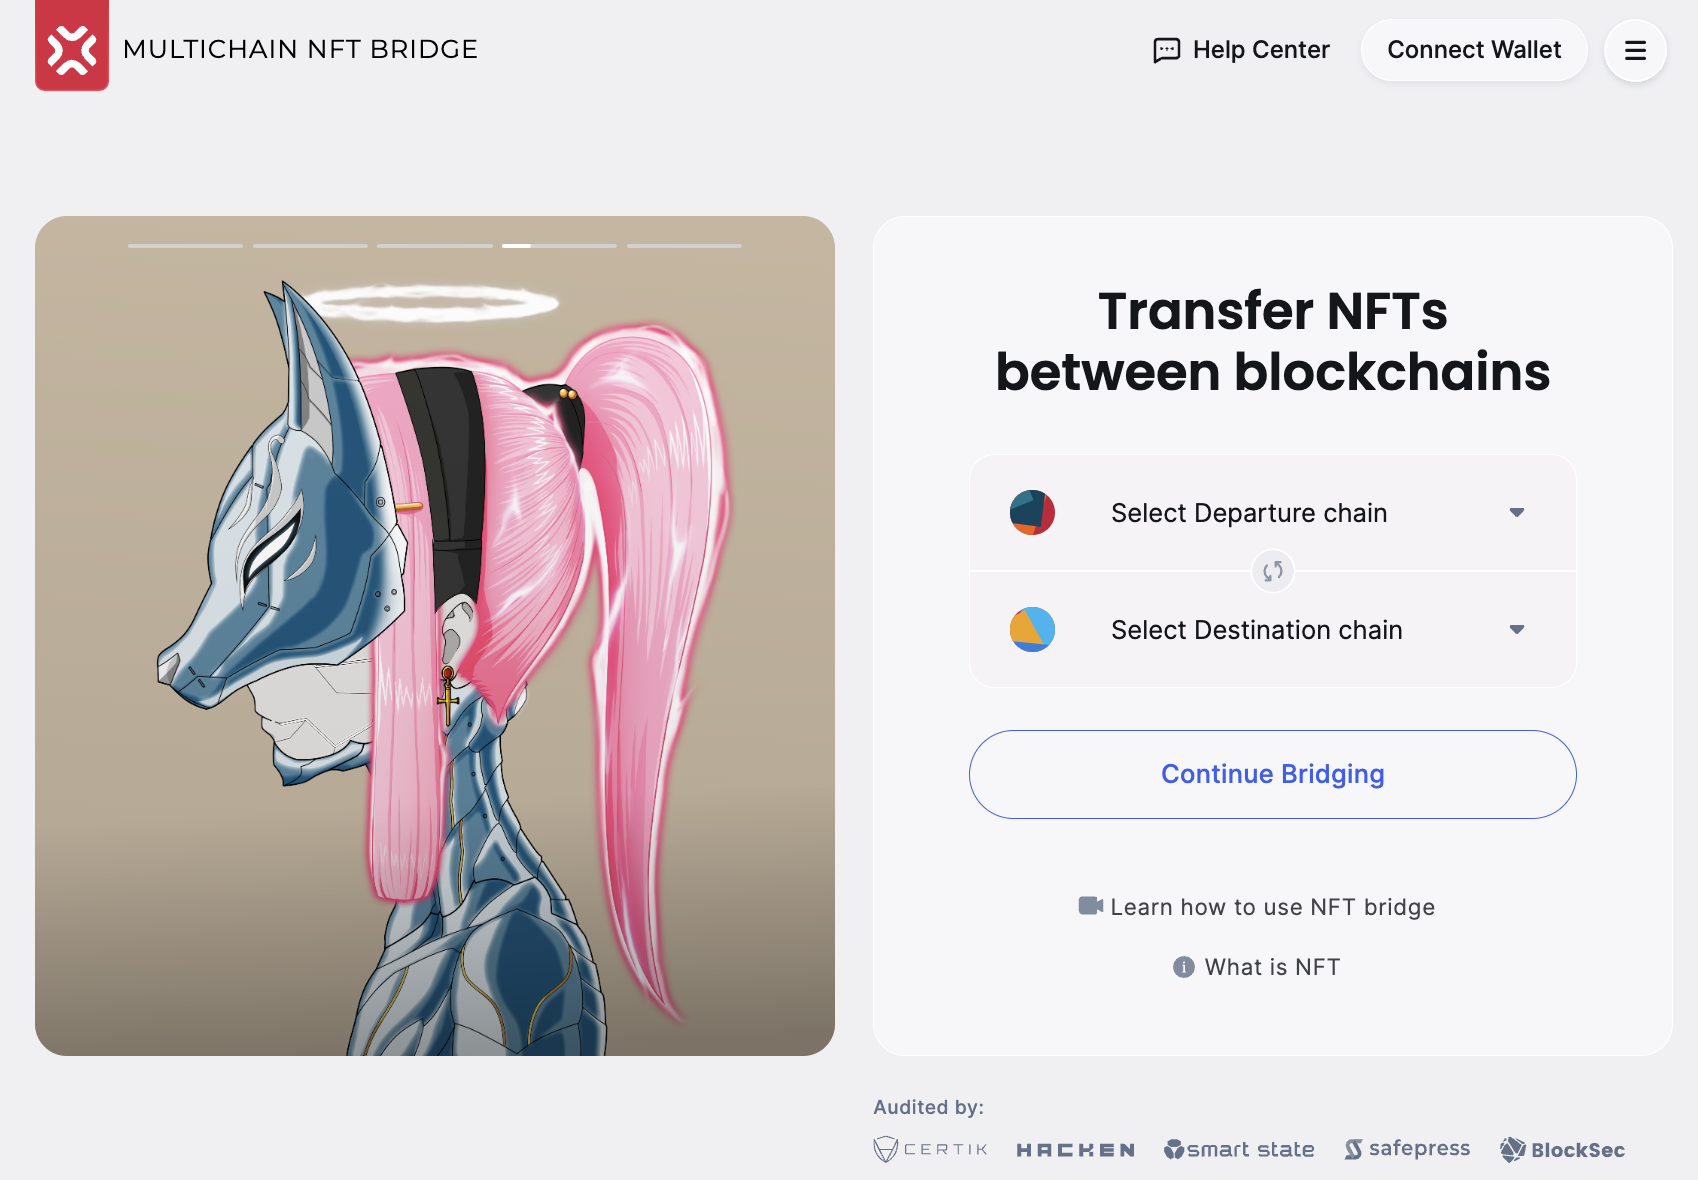 MULTICHAIN NFT BRIDGE
Help Center
Connect Wallet
Transfer NFTs
between blockchains
Select Departure chain
Select Destination chain
Continue Bridging
Learn how to use NFT bridge
What is NFT
Audited by:
CERTIK
HACKEN
smart state
safepress
BlockSec